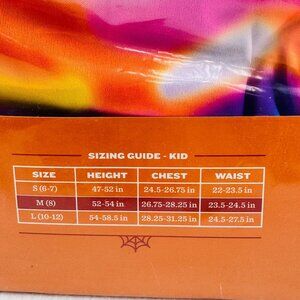 SIZING GUIDE - KID
SIZE HEIGHT CHEST WAIST
S (6-7) 47-52 in 24.5-26.75 in 22-23.5 in
M (8) 52-54 in 26.75-28.25 in 23.5-24.5 in
L (10-12) 54-58.5 in 28.25-31.25 in 24.5-27.5 in